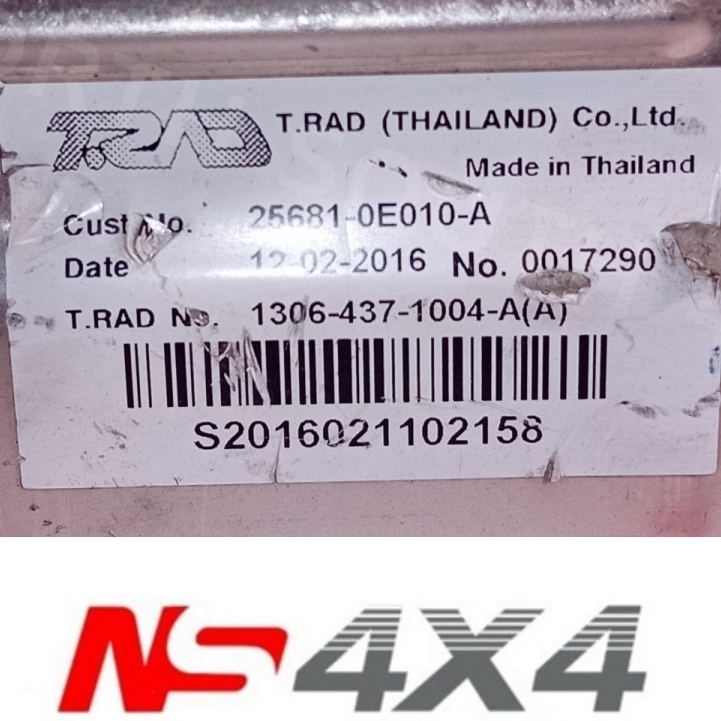 TRAD T.RAD (THAILAND) Co.,Ltd.
Made in Thailand
Cust No. 25681-0E010-A
Date 12-02-2016 No. 0017290
T.RAD No. 1306-437-1004-A(A)
S2016021102158
NS4X4